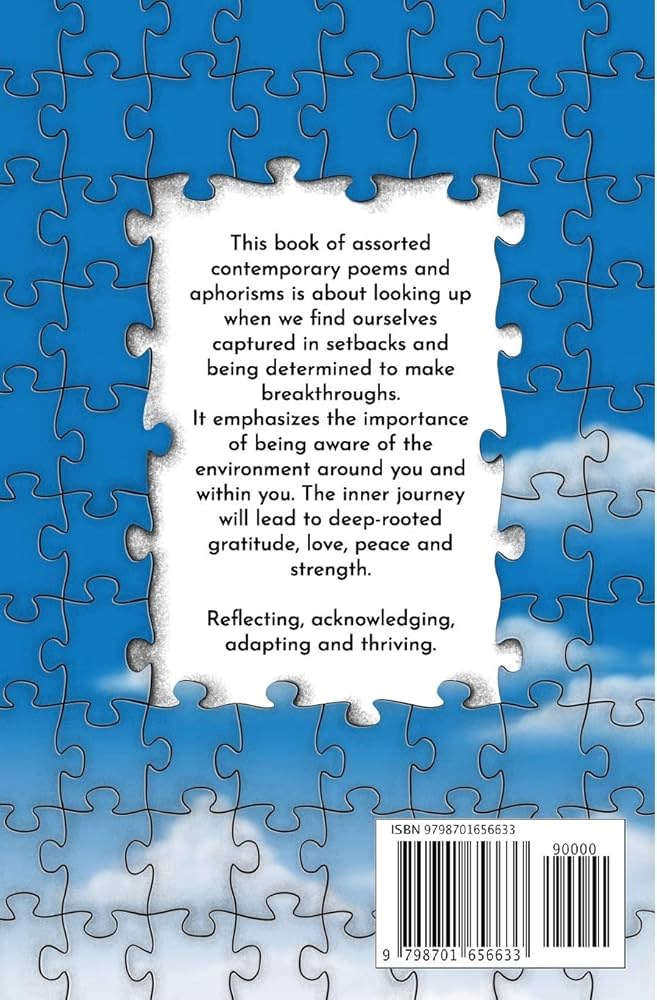 This book of assorted
contemporary poems and
aphorisms is about looking up
when we find ourselves
captured in setbacks and
being determined to make
breakthroughs.
It emphasizes the importance
of being aware of the
environment around you and
within you. The inner journey
will lead to deep-rooted
gratitude, love, peace and
strength.
Reflecting, acknowledging,
adapting and thriving.
ISBN 9798701656633
90000
9 798701 656633